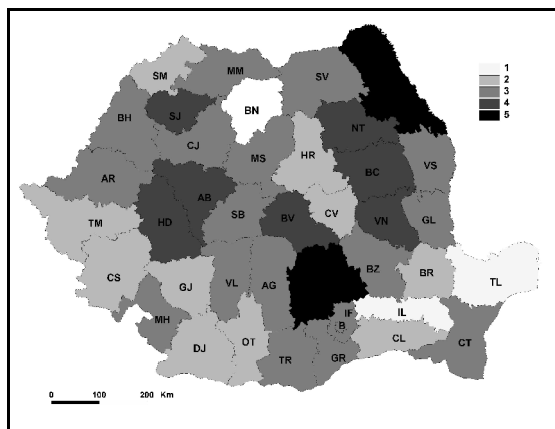 MM
SV
SM
1
2
3
4
5
SJ
BN
BH
NT
CJ
HR
MS
BC
VS
AR
AB
TM
HD
SB
BV
CV
VN
GL
CS
GJ
VL
AG
BZ
BR
TL
MH
IF
IL
B
DJ
OT
CL
CT
TR
GR
0 100 200 Km